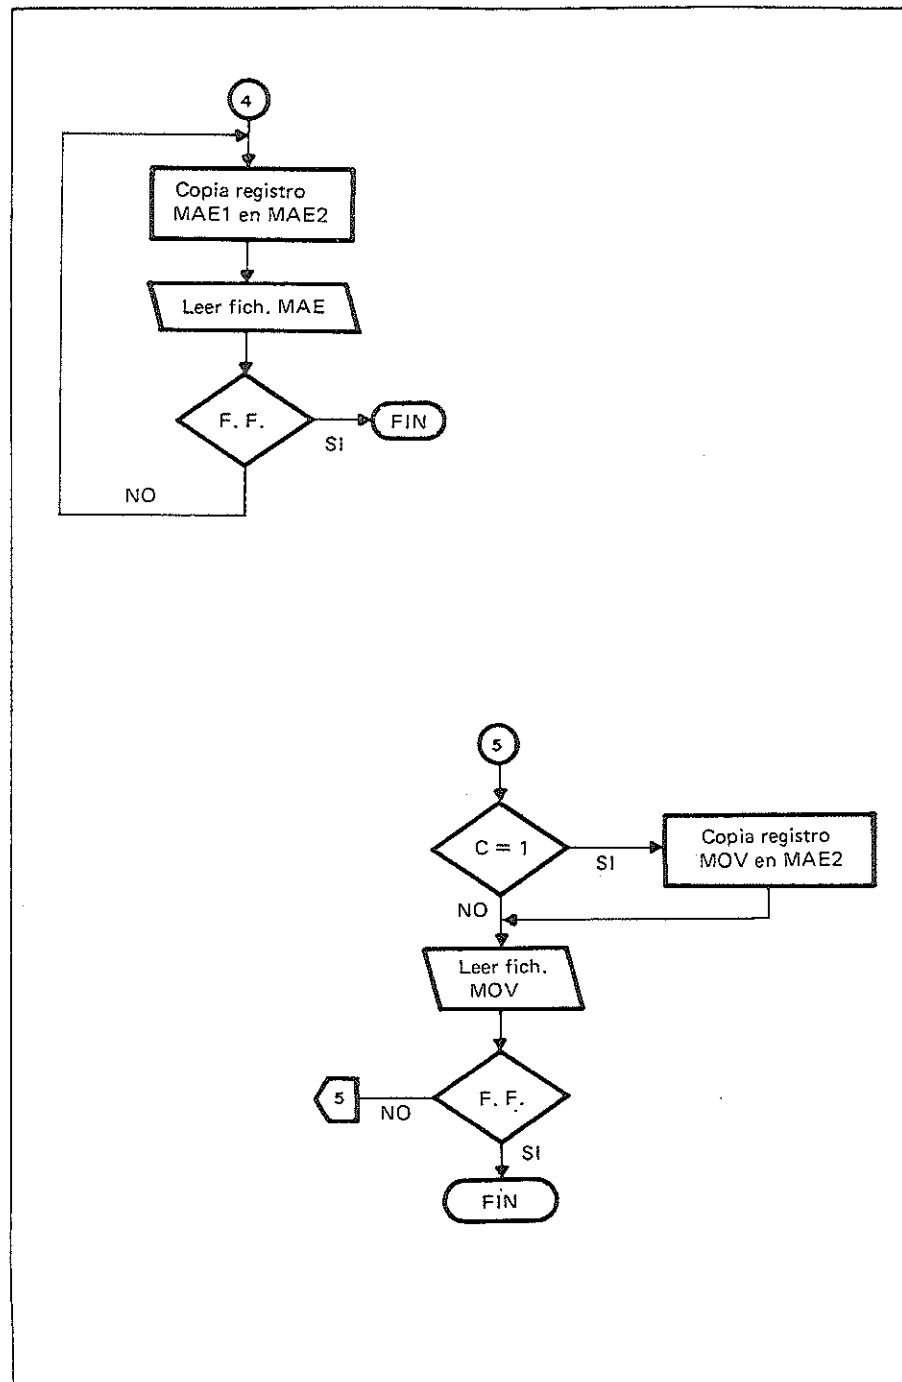 4
Copia registro
MAE1 en MAE2
Leer fich. MAE
F. F.
SI
FIN
NO
5
C = 1
SI
Copia registro
MOV en MAE2
NO
Leer fich.
MOV
5
NO
F. F.
SI
FIN